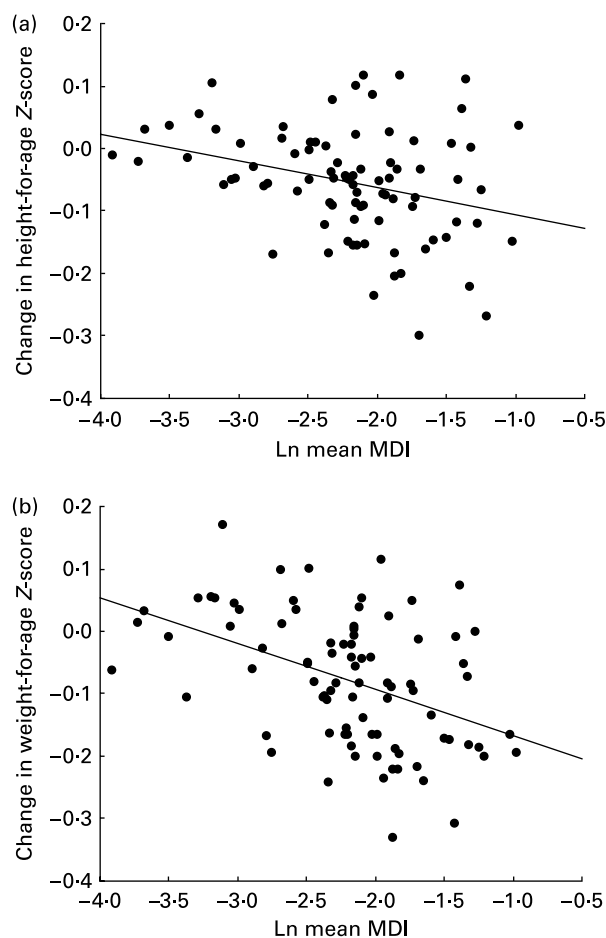 (a)
0·2
0·1
0·0
−0·1
−0·2
−0·3
−0·4
Change in height-for-age Z-score
−4·0 −3·5 −3·0 −2·5 −2·0 −1·5 −1·0 −0·5
Ln mean MDI
(b)
0·2
0·1
0·0
−0·1
−0·2
−0·3
−0·4
Change in weight-for-age Z-score
−4·0 −3·5 −3·0 −2·5 −2·0 −1·5 −1·0 −0·5
Ln mean MDI